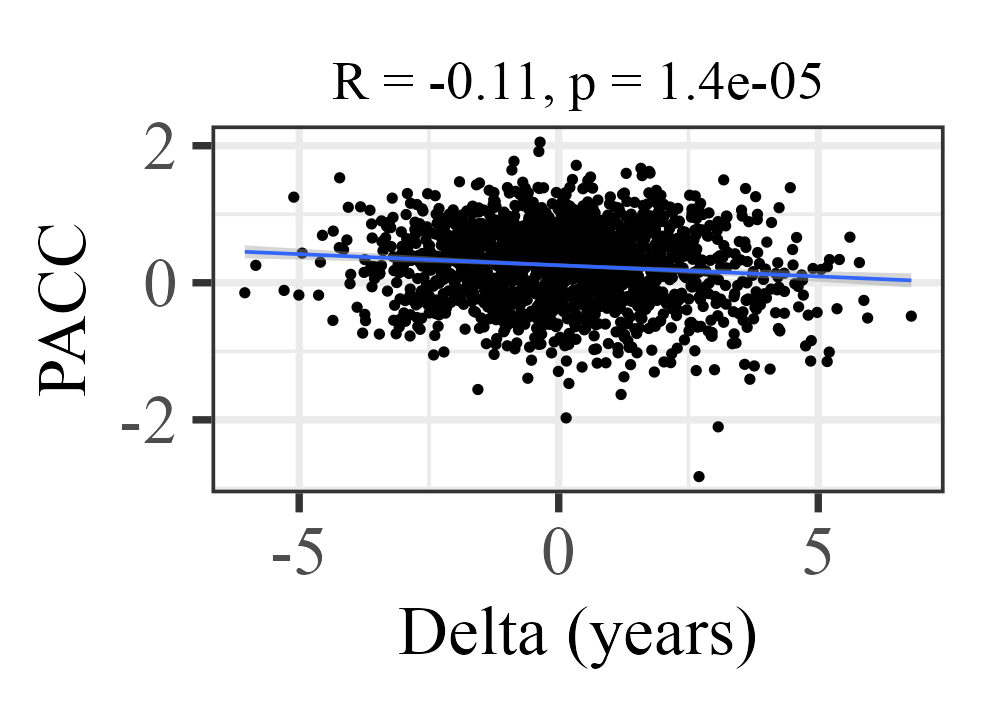 R = -0.11, p = 1.4e-05
PACC
2
0
-2
-5 0 5
Delta (years)